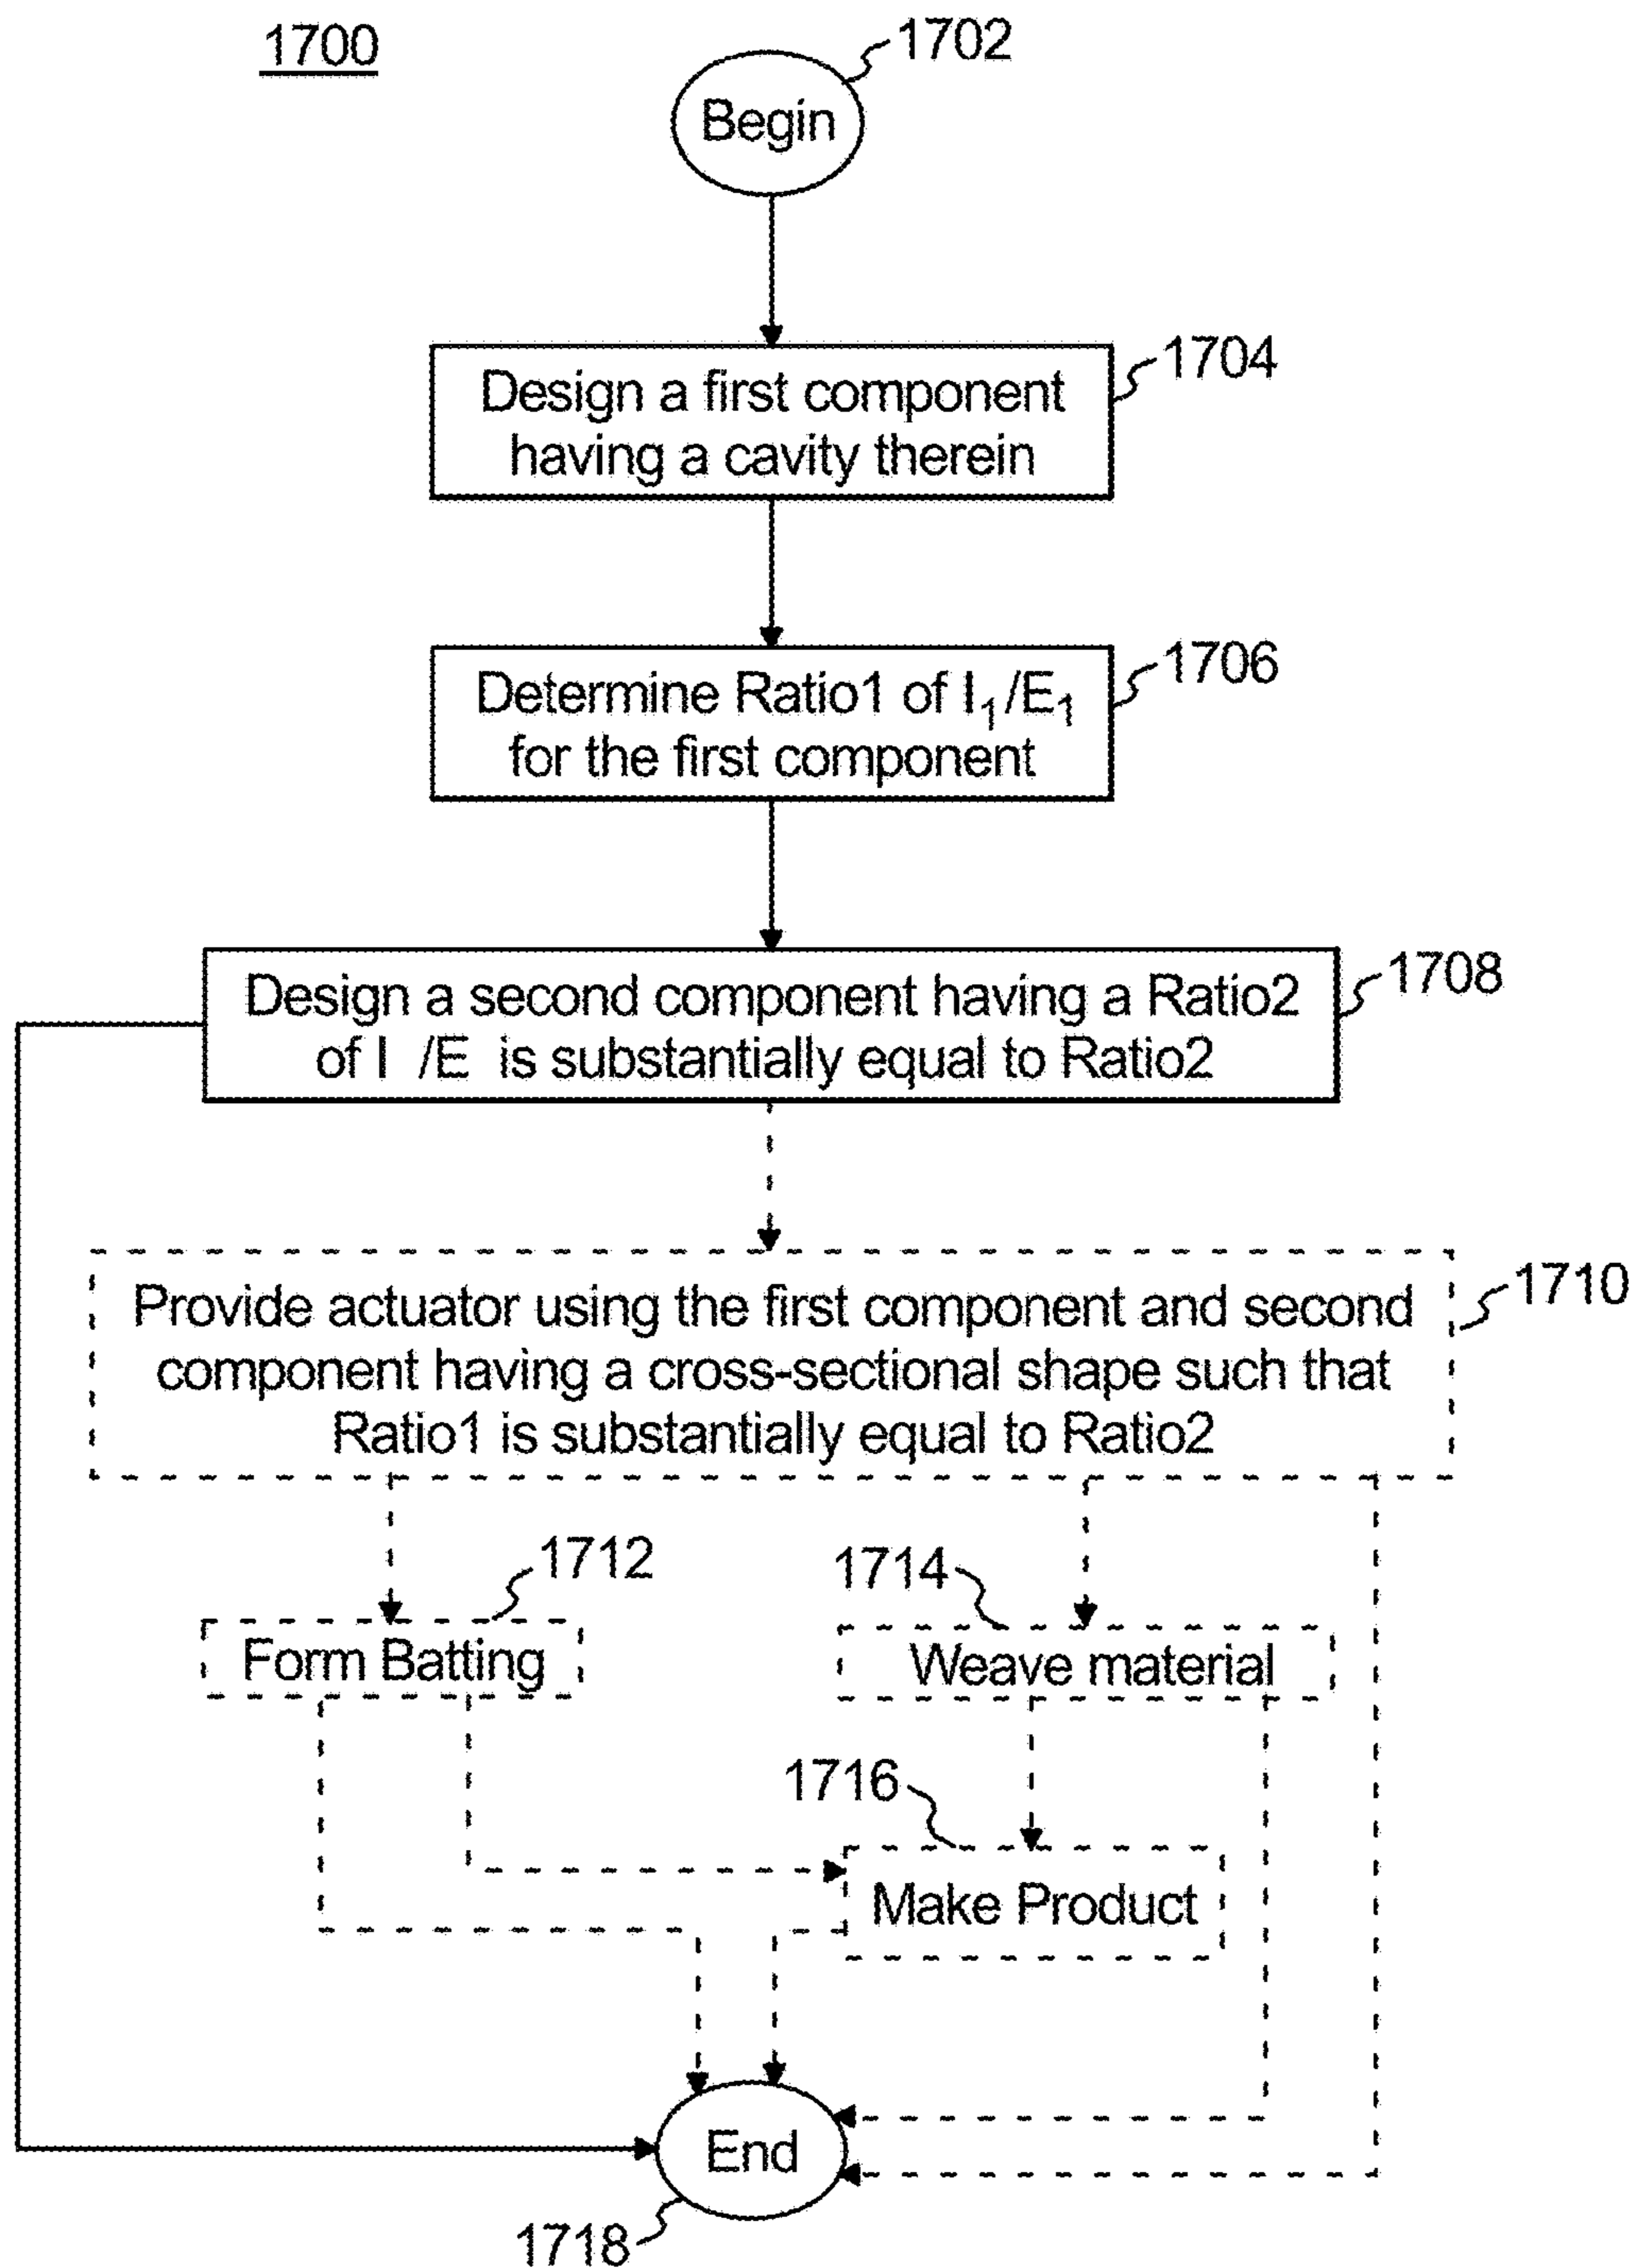 1700
1702
Begin
1704
Design a first component
having a cavity therein
1706
Determine Ratio1 of I₁/E₁
for the first component
1708
Design a second component having a Ratio2
of I /E is substantially equal to Ratio2
1710
Provide actuator using the first component and second
component having a cross-sectional shape such that
Ratio1 is substantially equal to Ratio2
1712
1714
Form Batting
Weave material
1716
Make Product
End
1718